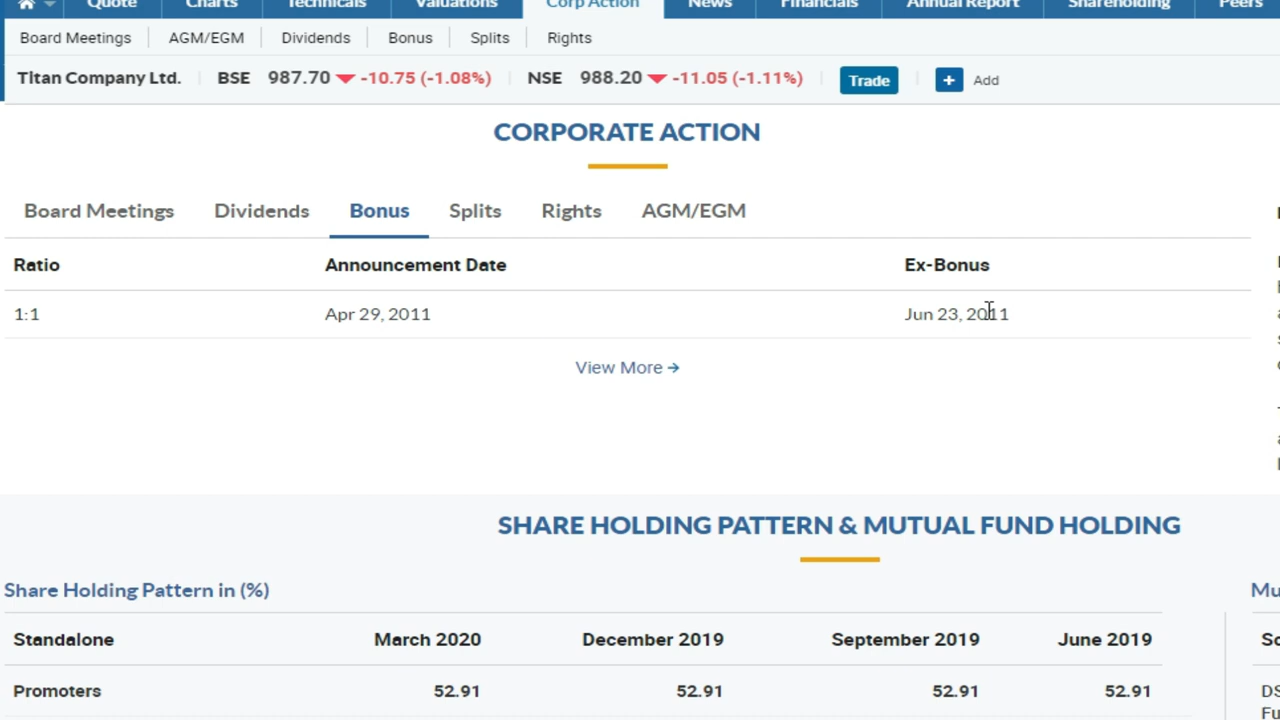 Quote Charts Technicals Valuations Corp Action News Financials Annual Report Shareholding Peers
Board Meetings AGM/EGM Dividends Bonus Splits Rights
Titan Company Ltd. BSE 987.70 -10.75 (-1.08%) NSE 988.20 -11.05 (-1.11%) Trade + Add
CORPORATE ACTION
Board Meetings Dividends Bonus Splits Rights AGM/EGM
Ratio Announcement Date Ex-Bonus
1:1 Apr 29, 2011 Jun 23, 2011
View More →
SHARE HOLDING PATTERN & MUTUAL FUND HOLDING
Share Holding Pattern in (%)
Standalone March 2020 December 2019 September 2019 June 2019
Promoters 52.91 52.91 52.91 52.91